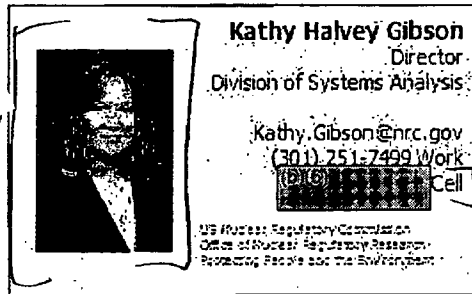 Kathy Halvey Gibson
Director
Division of Systems Analysis
Kathy.Gibson@nrc.gov
(301) 251-7499 Work
(b)(6) Cell
US Nuclear Regulatory Commission
Office of Nuclear Regulatory Research
Protecting People and the Environment